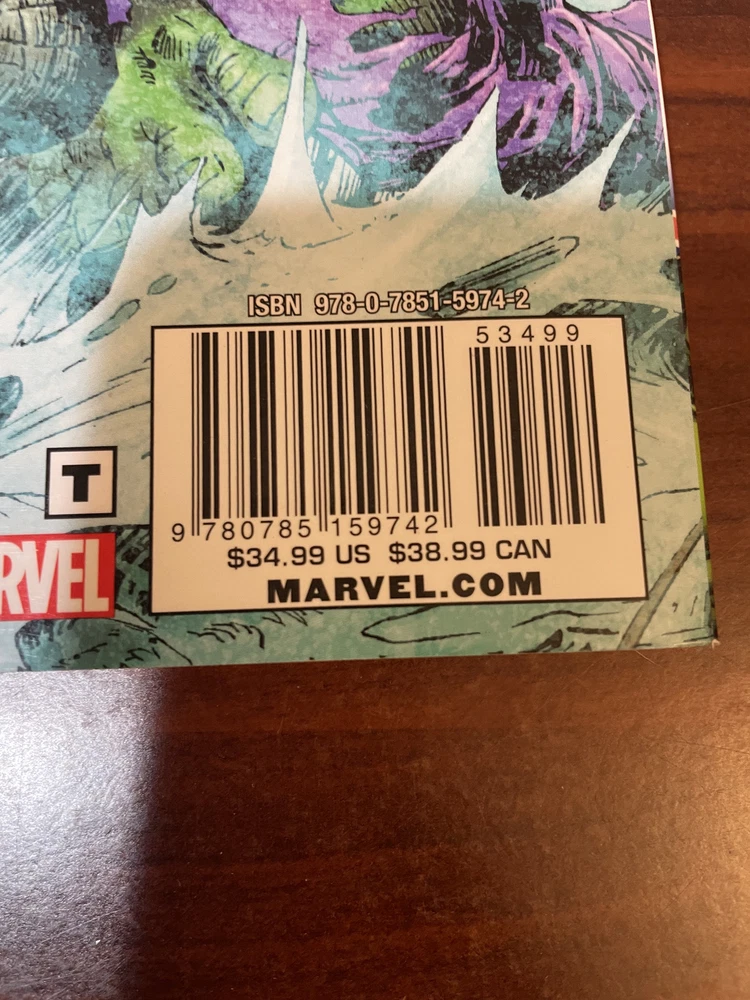 ISBN 978-0-7851-5974-2
53499
9 780785 159742
$34.99 US $38.99 CAN
MARVEL.COM
T
RVEL